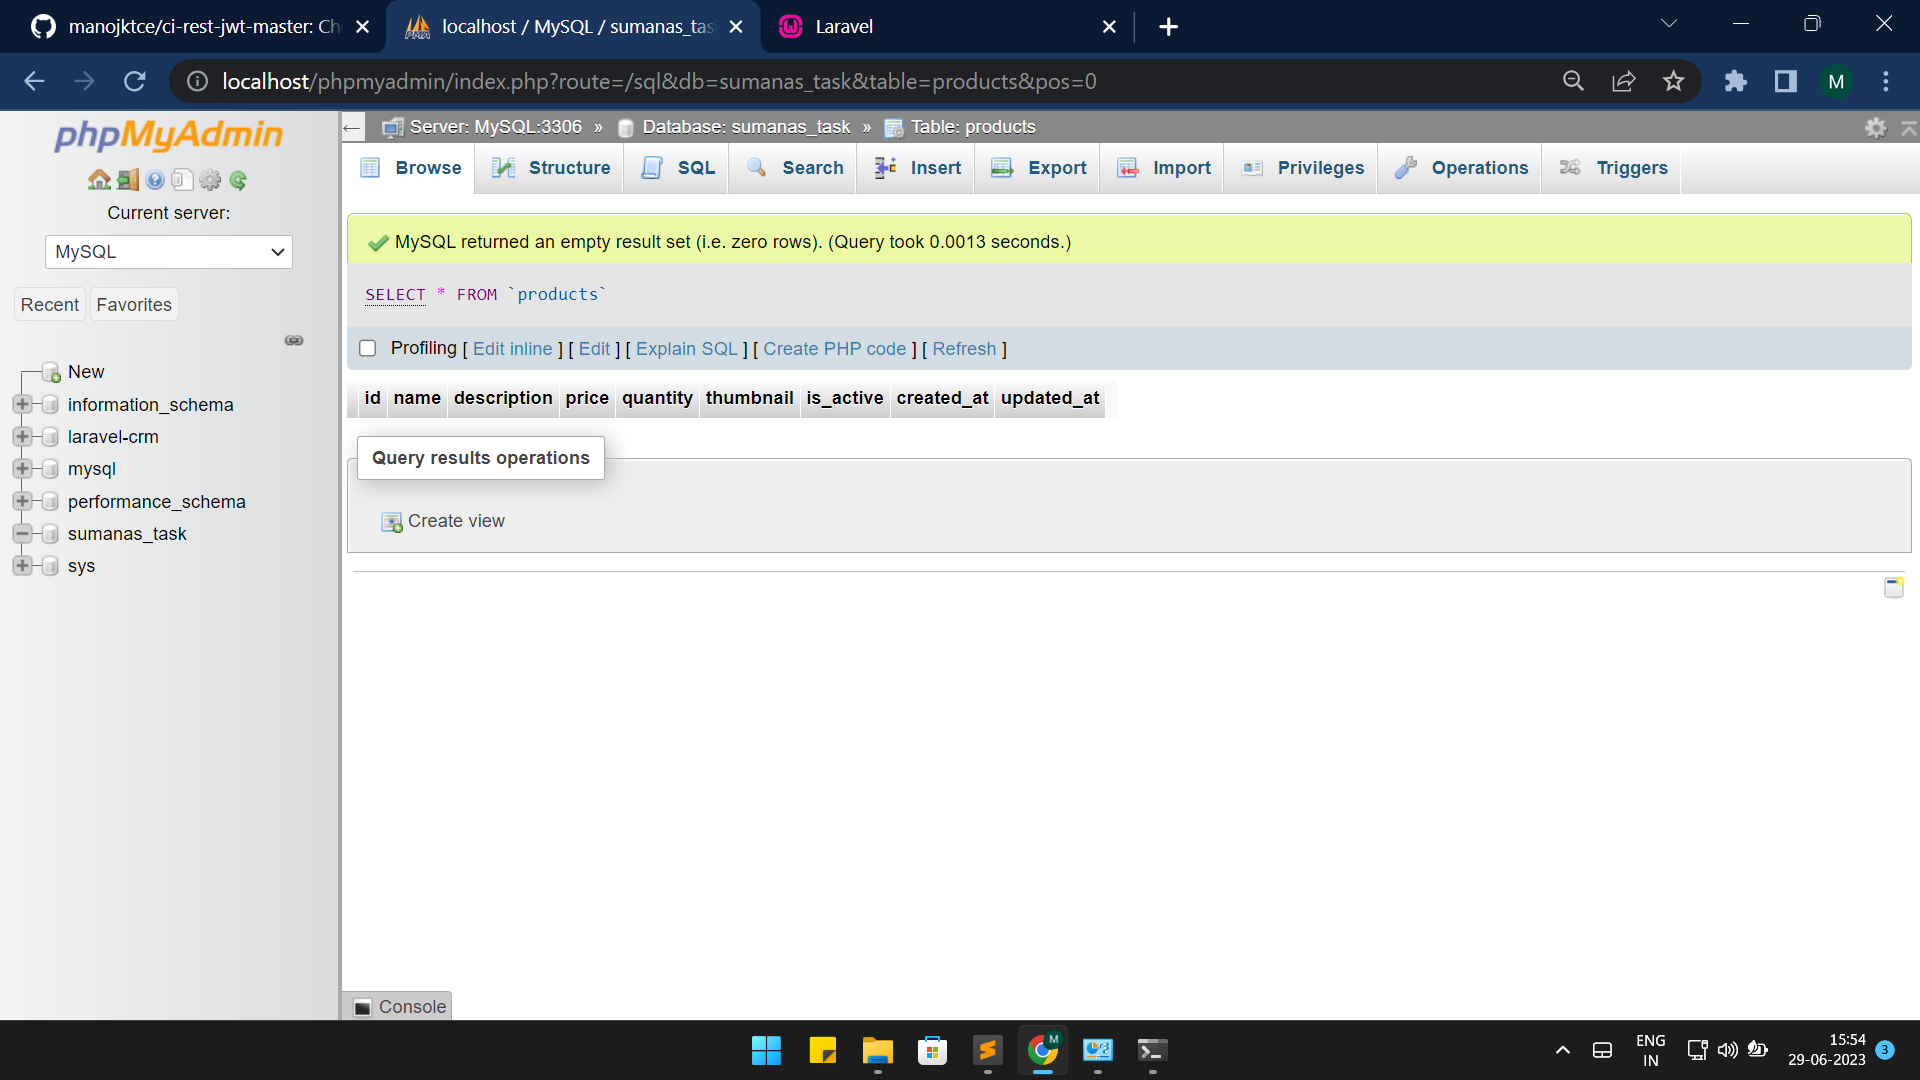 manojktce/ci-rest-jwt-master: Ch
localhost / MySQL / sumanas_tas
Laravel
localhost/phpmyadmin/index.php?route=/sql&db=sumanas_task&table=products&pos=0
M
phpMyAdmin
Current server:
MySQL
Recent
Favorites
New
information_schema
laravel-crm
mysql
performance_schema
sumanas_task
sys
Server: MySQL:3306 » Database: sumanas_task » Table: products
Browse
Structure
SQL
Search
Insert
Export
Import
Privileges
Operations
Triggers
MySQL returned an empty result set (i.e. zero rows). (Query took 0.0013 seconds.)
SELECT * FROM `products`
Profiling [ Edit inline ] [ Edit ] [ Explain SQL ] [ Create PHP code ] [ Refresh ]
id name description price quantity thumbnail is_active created_at updated_at
Query results operations
Create view
Console
M
ENG
IN
15:54
29-06-2023
3